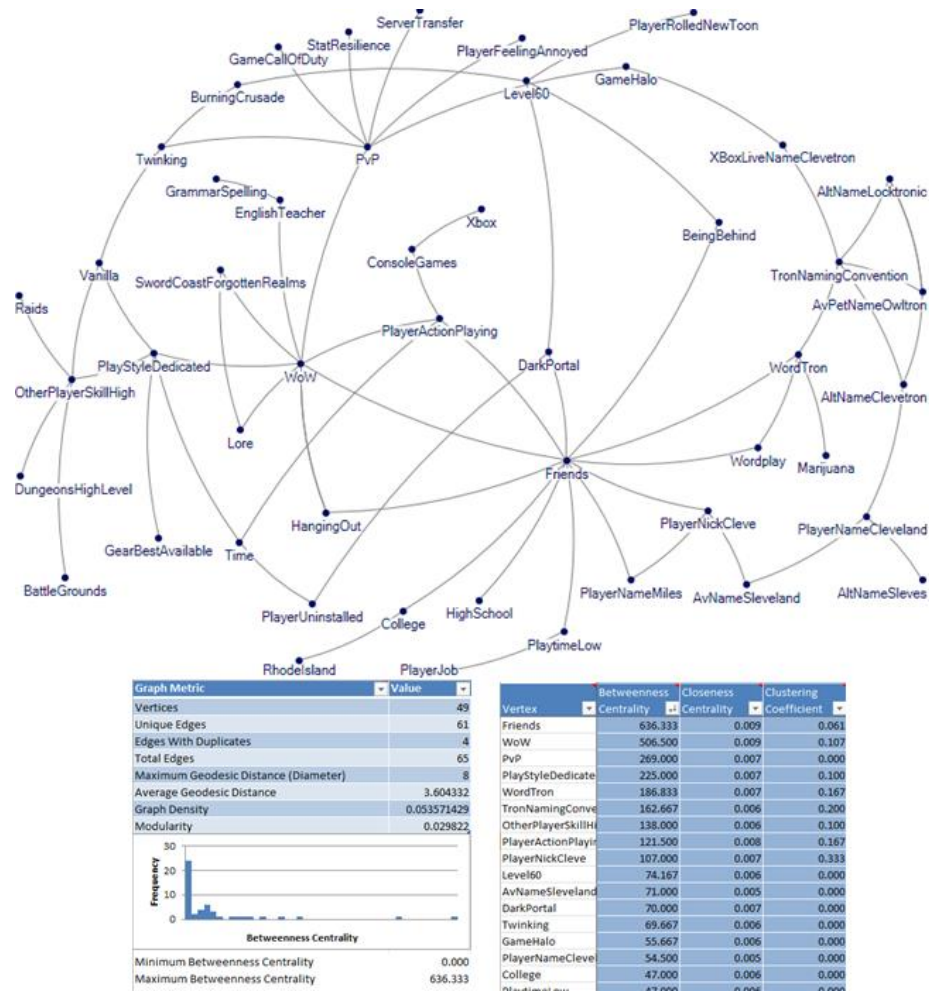 ServerTransfer
PlayerRolledNewToon
StatResilience
PlayerFeelingAnnoyed
GameCallOfDuty
GameHalo
BurningCrusade
Level60
Twinking
PvP
XBoxLiveNameClevetron
GrammarSpelling
AltNameLocktronic
EnglishTeacher
Xbox
BeingBehind
ConsoleGames
Vanilla
SwordCoastForgottenRealms
TronNamingConvention
Raids
AvPetNameOwltron
PlayerActionPlaying
PlayStyleDedicated
WoW
DarkPortal
WordTron
OtherPlayerSkillHigh
AltNameClevetron
Lore
Wordplay
Marijuana
Friends
DungeonsHighLevel
HangingOut
PlayerNickCleve
PlayerNameCleveland
GearBestAvailable
Time
BattleGrounds
PlayerNameMiles
AvNameSleveland
AltNameSleves
PlayerUninstalled
College
HighSchool
PlaytimeLow
RhodeIsland
PlayerJob
Graph Metric Value
Vertices 49
Unique Edges 61
Edges With Duplicates 4
Total Edges 65
Maximum Geodesic Distance (Diameter) 8
Average Geodesic Distance 3.604332
Graph Density 0.053571429
Modularity 0.029822
30
20
10
0
Frequency
Betweenness Centrality
Minimum Betweenness Centrality 0.000
Maximum Betweenness Centrality 636.333
Betweenness Closeness Clustering
Vertex Centrality Centrality Coefficient
Friends 636.333 0.009 0.061
WoW 506.500 0.009 0.107
PvP 269.000 0.007 0.000
PlayStyleDedicate 225.000 0.007 0.100
WordTron 186.833 0.007 0.167
TronNamingConve 162.667 0.006 0.200
OtherPlayerSkillHi 138.000 0.006 0.100
PlayerActionPlayin 121.500 0.008 0.167
PlayerNickCleve 107.000 0.007 0.333
Level60 74.167 0.006 0.000
AvNameSleveland 71.000 0.005 0.000
DarkPortal 70.000 0.007 0.000
Twinking 69.667 0.006 0.000
GameHalo 55.667 0.006 0.000
PlayerNameClevel 54.500 0.005 0.000
College 47.000 0.006 0.000
PlaytimeLow 47.000 0.006 0.000